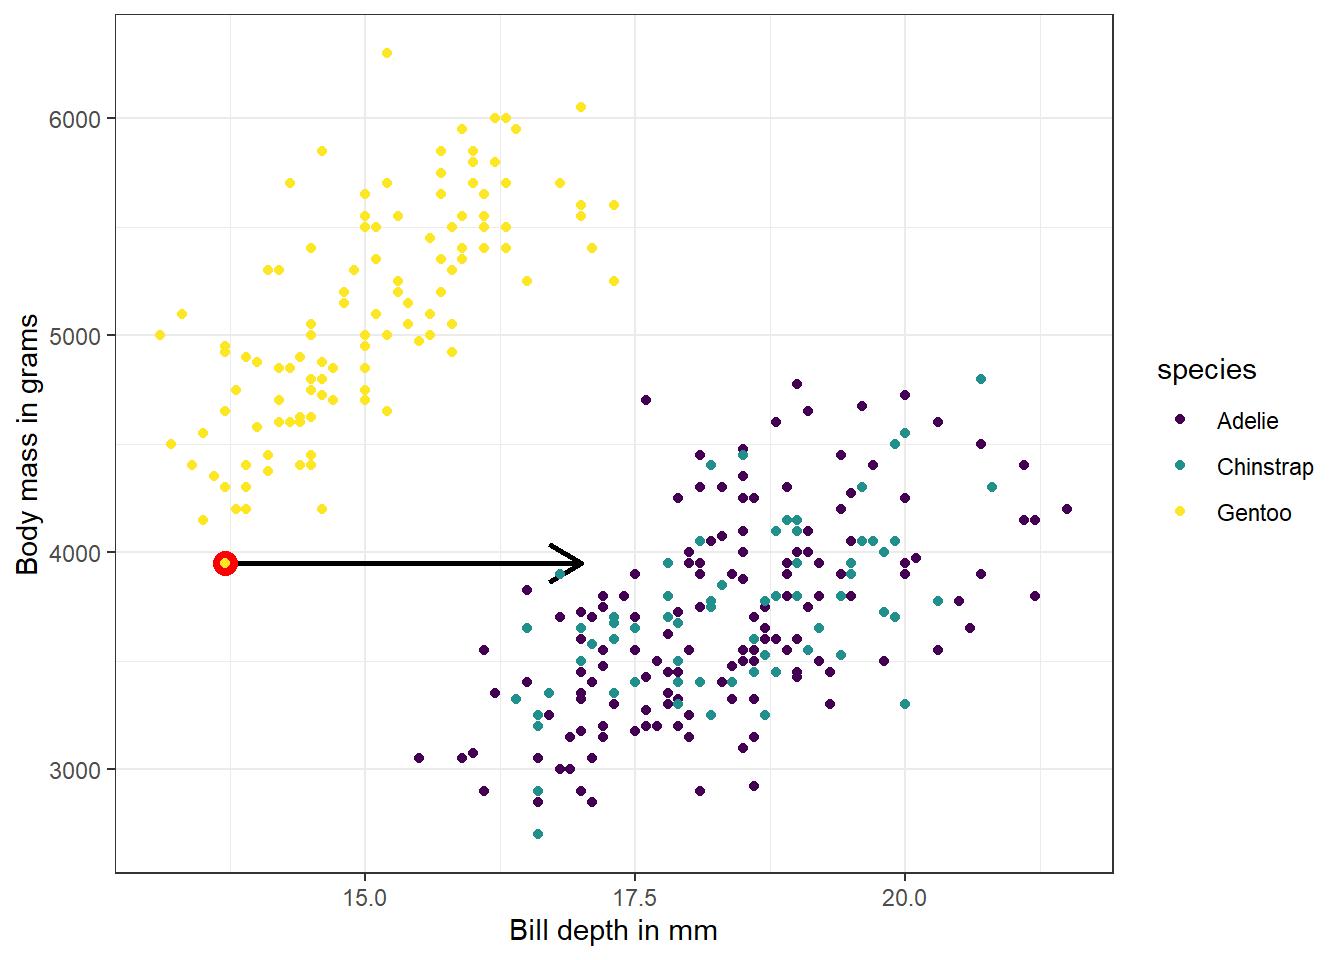 6000
5000
4000
3000
Body mass in grams
15.0
17.5
20.0
Bill depth in mm
species
Adelie
Chinstrap
Gentoo